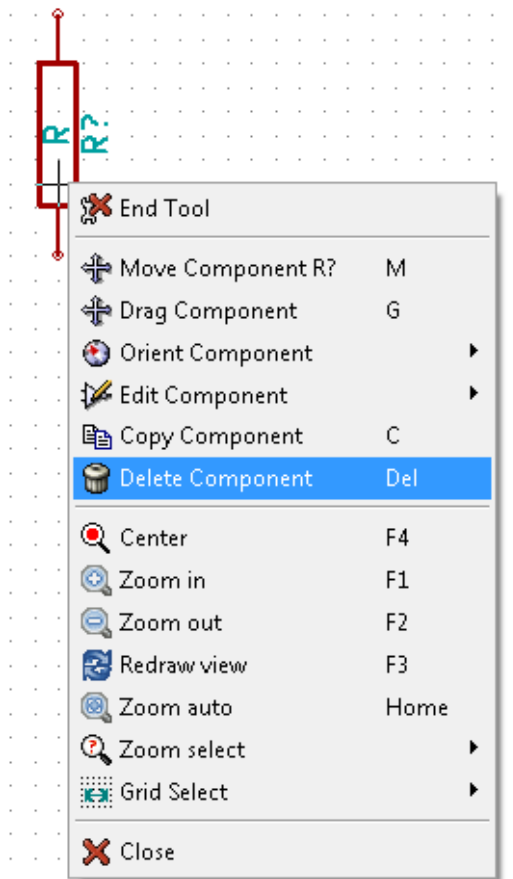 R
R?
End Tool
Move Component R? M
Drag Component G
Orient Component
Edit Component
Copy Component C
Delete Component Del
Center F4
Zoom in F1
Zoom out F2
Redraw view F3
Zoom auto Home
Zoom select
Grid Select
Close